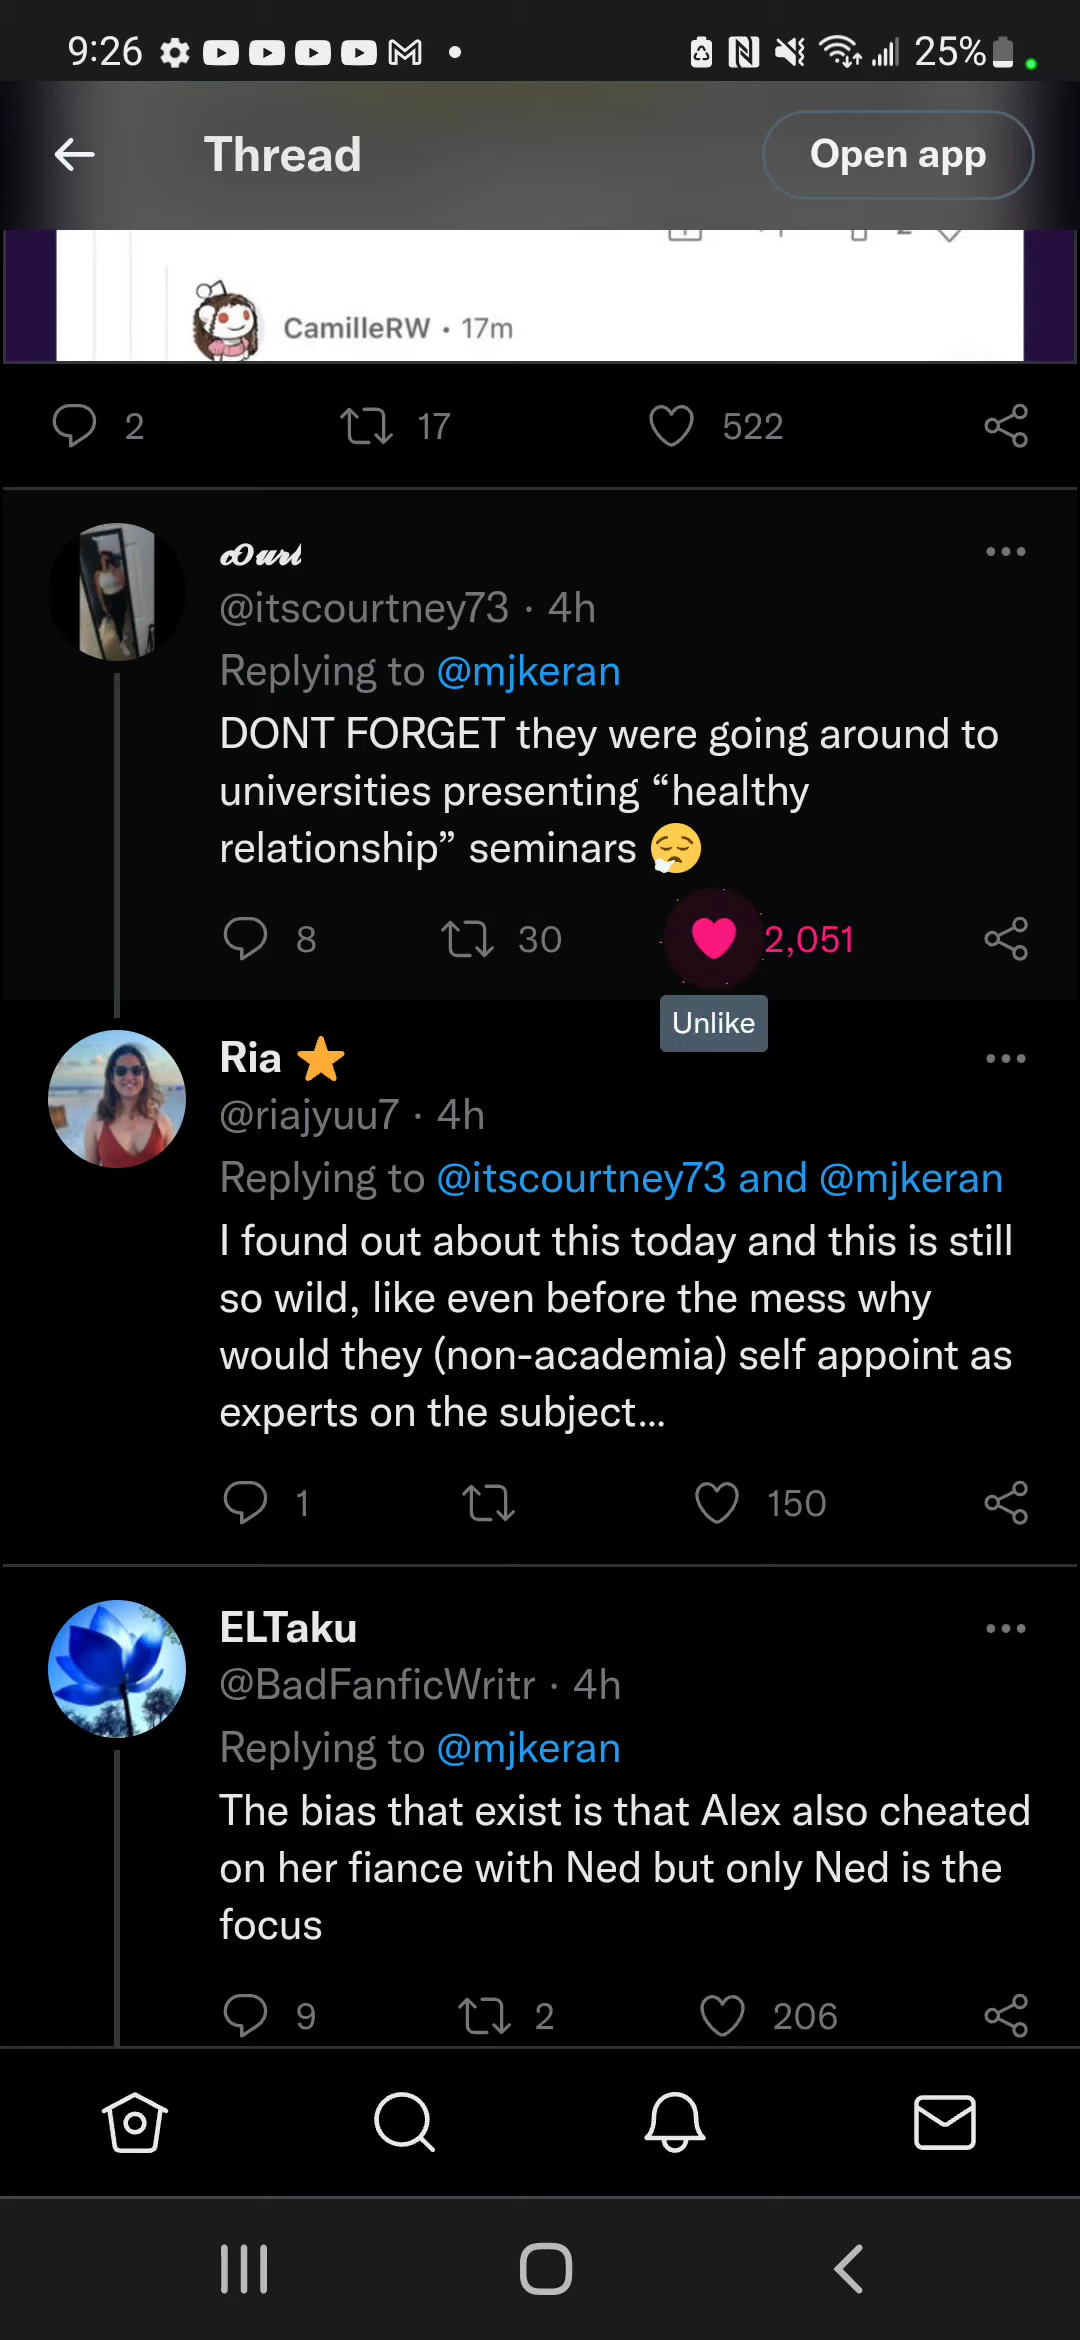 9:26
25%
Thread
Open app
CamilleRW • 17m
2
17
522
cOurt
@itscourtney73 · 4h
Replying to @mjkeran
DONT FORGET they were going around to
universities presenting “healthy
relationship” seminars 😮‍💨
8
30
2,051
Unlike
Ria ⭐
@riajyuu7 · 4h
Replying to @itscourtney73 and @mjkeran
I found out about this today and this is still
so wild, like even before the mess why
would they (non-academia) self appoint as
experts on the subject...
1
150
ELTaku
@BadFanficWritr · 4h
Replying to @mjkeran
The bias that exist is that Alex also cheated
on her fiance with Ned but only Ned is the
focus
9
2
206